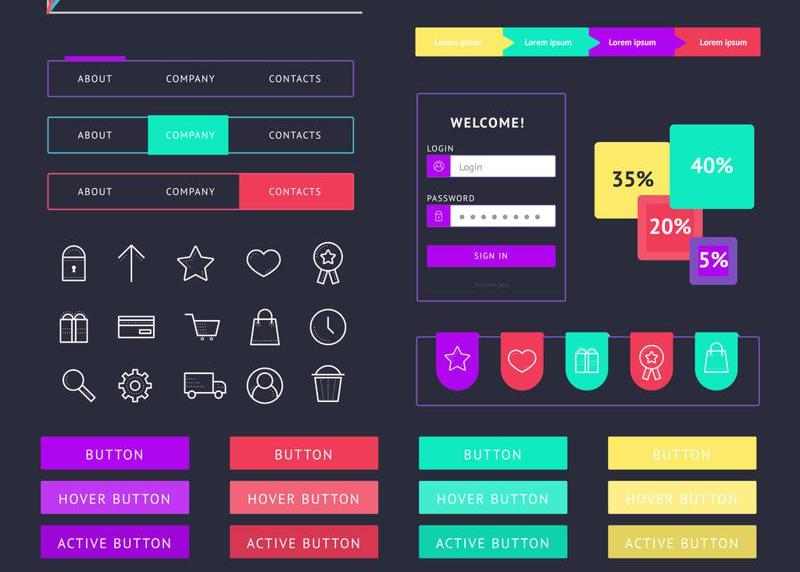 Lorem ipsum Lorem ipsum Lorem ipsum Lorem ipsum
ABOUT COMPANY CONTACTS
ABOUT COMPANY CONTACTS
ABOUT COMPANY CONTACTS
WELCOME!
LOGIN
Login
PASSWORD
SIGN IN
35%
40%
20%
5%
BUTTON BUTTON BUTTON BUTTON
HOVER BUTTON HOVER BUTTON HOVER BUTTON HOVER BUTTON
ACTIVE BUTTON ACTIVE BUTTON ACTIVE BUTTON ACTIVE BUTTON